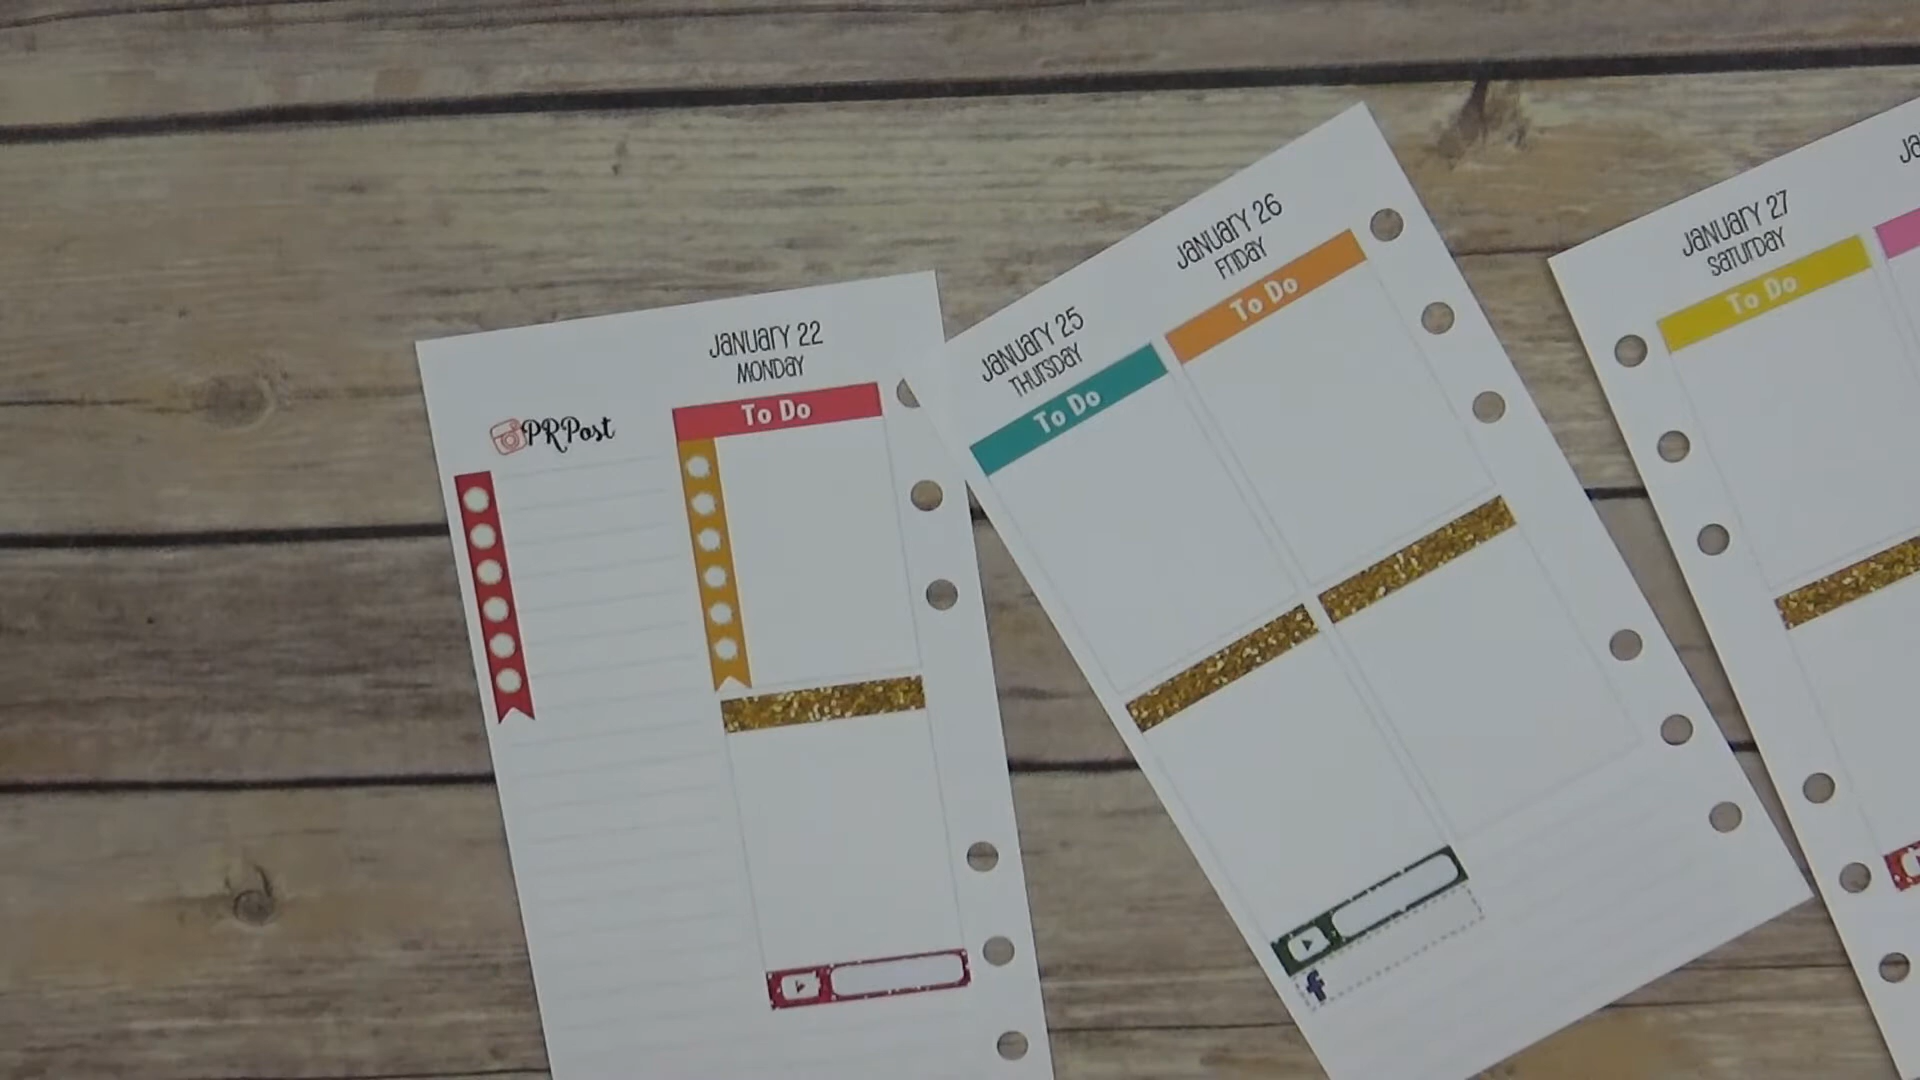 January 22
Monday
To Do
PRPost
January 25
Thursday
To Do
January 26
Friday
To Do
January 27
Saturday
To Do